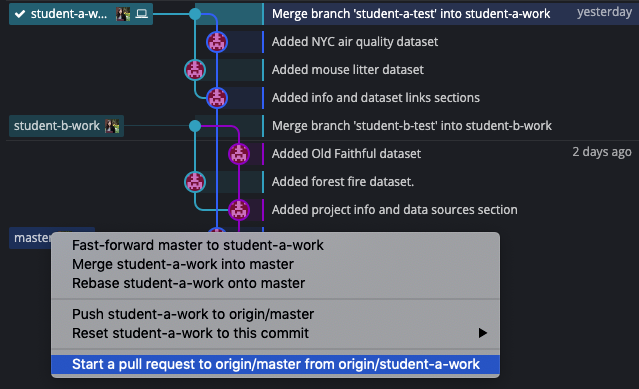 student-a-w...
Merge branch 'student-a-test' into student-a-work
yesterday
Added NYC air quality dataset
Added mouse litter dataset
Added info and dataset links sections
student-b-work
Merge branch 'student-b-test' into student-b-work
Added Old Faithful dataset
2 days ago
Added forest fire dataset.
Added project info and data sources section
master
Fast-forward master to student-a-work
Merge student-a-work into master
Rebase student-a-work onto master
Push student-a-work to origin/master
Reset student-a-work to this commit
Start a pull request to origin/master from origin/student-a-work